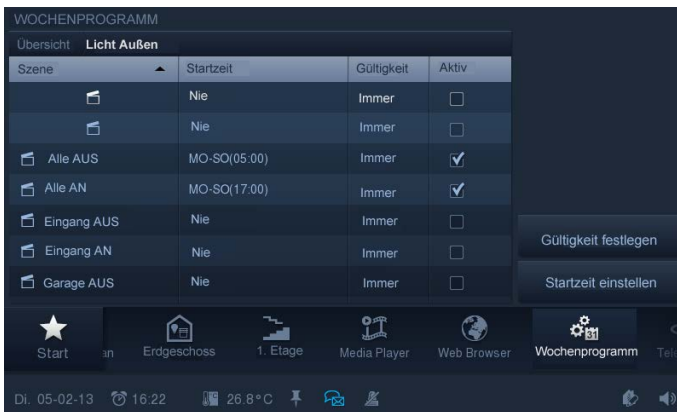 WOCHENPROGRAMM
Übersicht Licht Außen
Szene Startzeit Gültigkeit Aktiv
Nie Immer
Nie Immer
Alle AUS MO-SO(05:00) Immer
Alle AN MO-SO(17:00) Immer
Eingang AUS Nie Immer
Eingang AN Nie Immer
Garage AUS Nie Immer
Gültigkeit festlegen
Startzeit einstellen
31
Start an Erdgeschoss 1. Etage Media Player Web Browser Wochenprogramm Tele
Di. 05-02-13 16:22 26.8°C